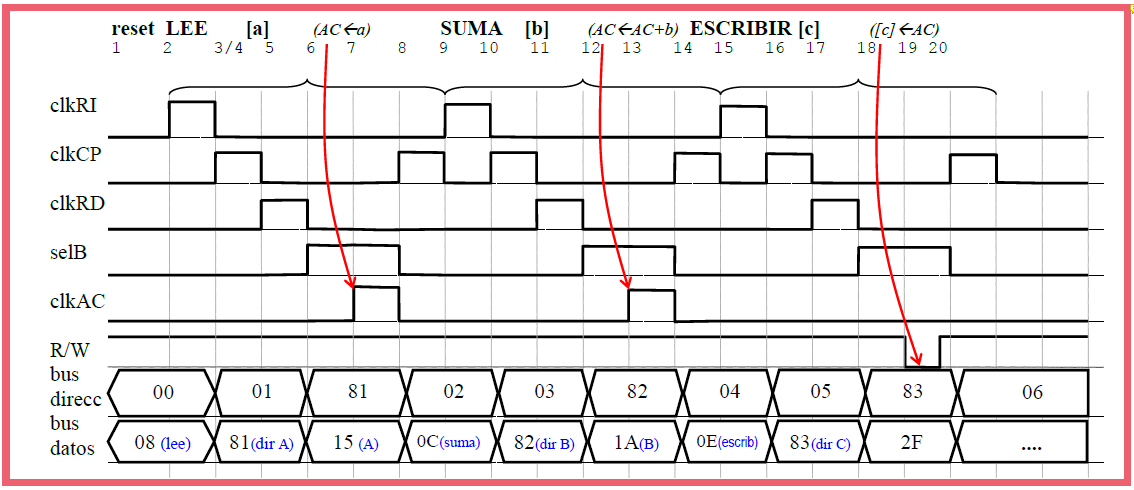 reset LEE [a] (AC←a) SUMA [b] (AC←AC+b) ESCRIBIR [c] ([c]←AC)
1 2 3/4 5 6 7 8 9 10 11 12 13 14 15 16 17 18 19 20
clkRI
clkCP
clkRD
selB
clkAC
R/W
bus
direcc
00 01 81 02 03 82 04 05 83 06
bus
datos
08 (lee) 81(dir A) 15 (A) 0C(suma) 82(dir B) 1A(B) 0E(escrib) 83(dir C) 2F ....